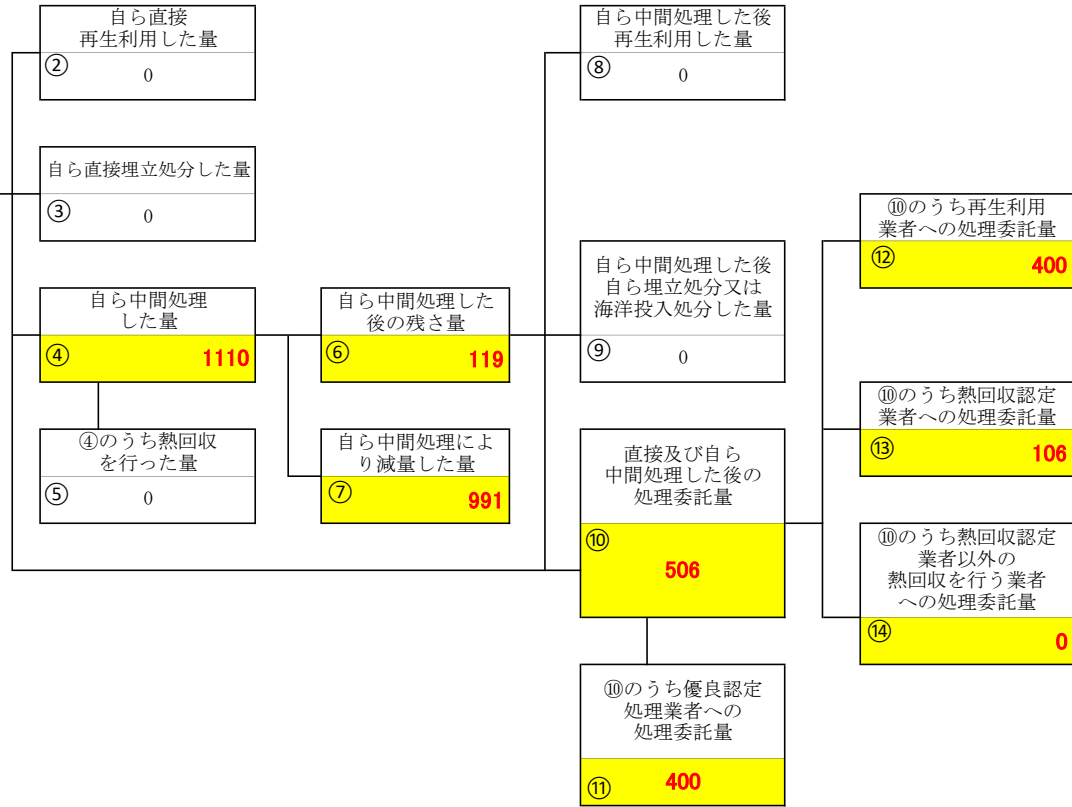 自ら直接
再生利用した量
②
0
自ら直接埋立処分した量
③
0
自ら中間処理
した量
④
1110
④のうち熱回収
を行った量
⑤
0
自ら中間処理した
後の残さ量
⑥
119
自ら中間処理によ
り減量した量
⑦
991
自ら中間処理した後
再生利用した量
⑧
0
自ら中間処理した後
自ら埋立処分又は
海洋投入処分した量
⑨
0
直接及び自ら
中間処理した後の
処理委託量
⑩
506
⑩のうち優良認定
処理業者への
処理委託量
⑪
400
⑩のうち再生利用
業者への処理委託量
⑫
400
⑩のうち熱回収認定
業者への処理委託量
⑬
106
⑩のうち熱回収認定
業者以外の
熱回収を行う業者
への処理委託量
⑭
0